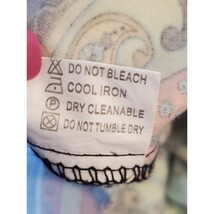 DO NOT BLEACH
COOL IRON
P DRY CLEANABLE
DO NOT TUMBLE DRY